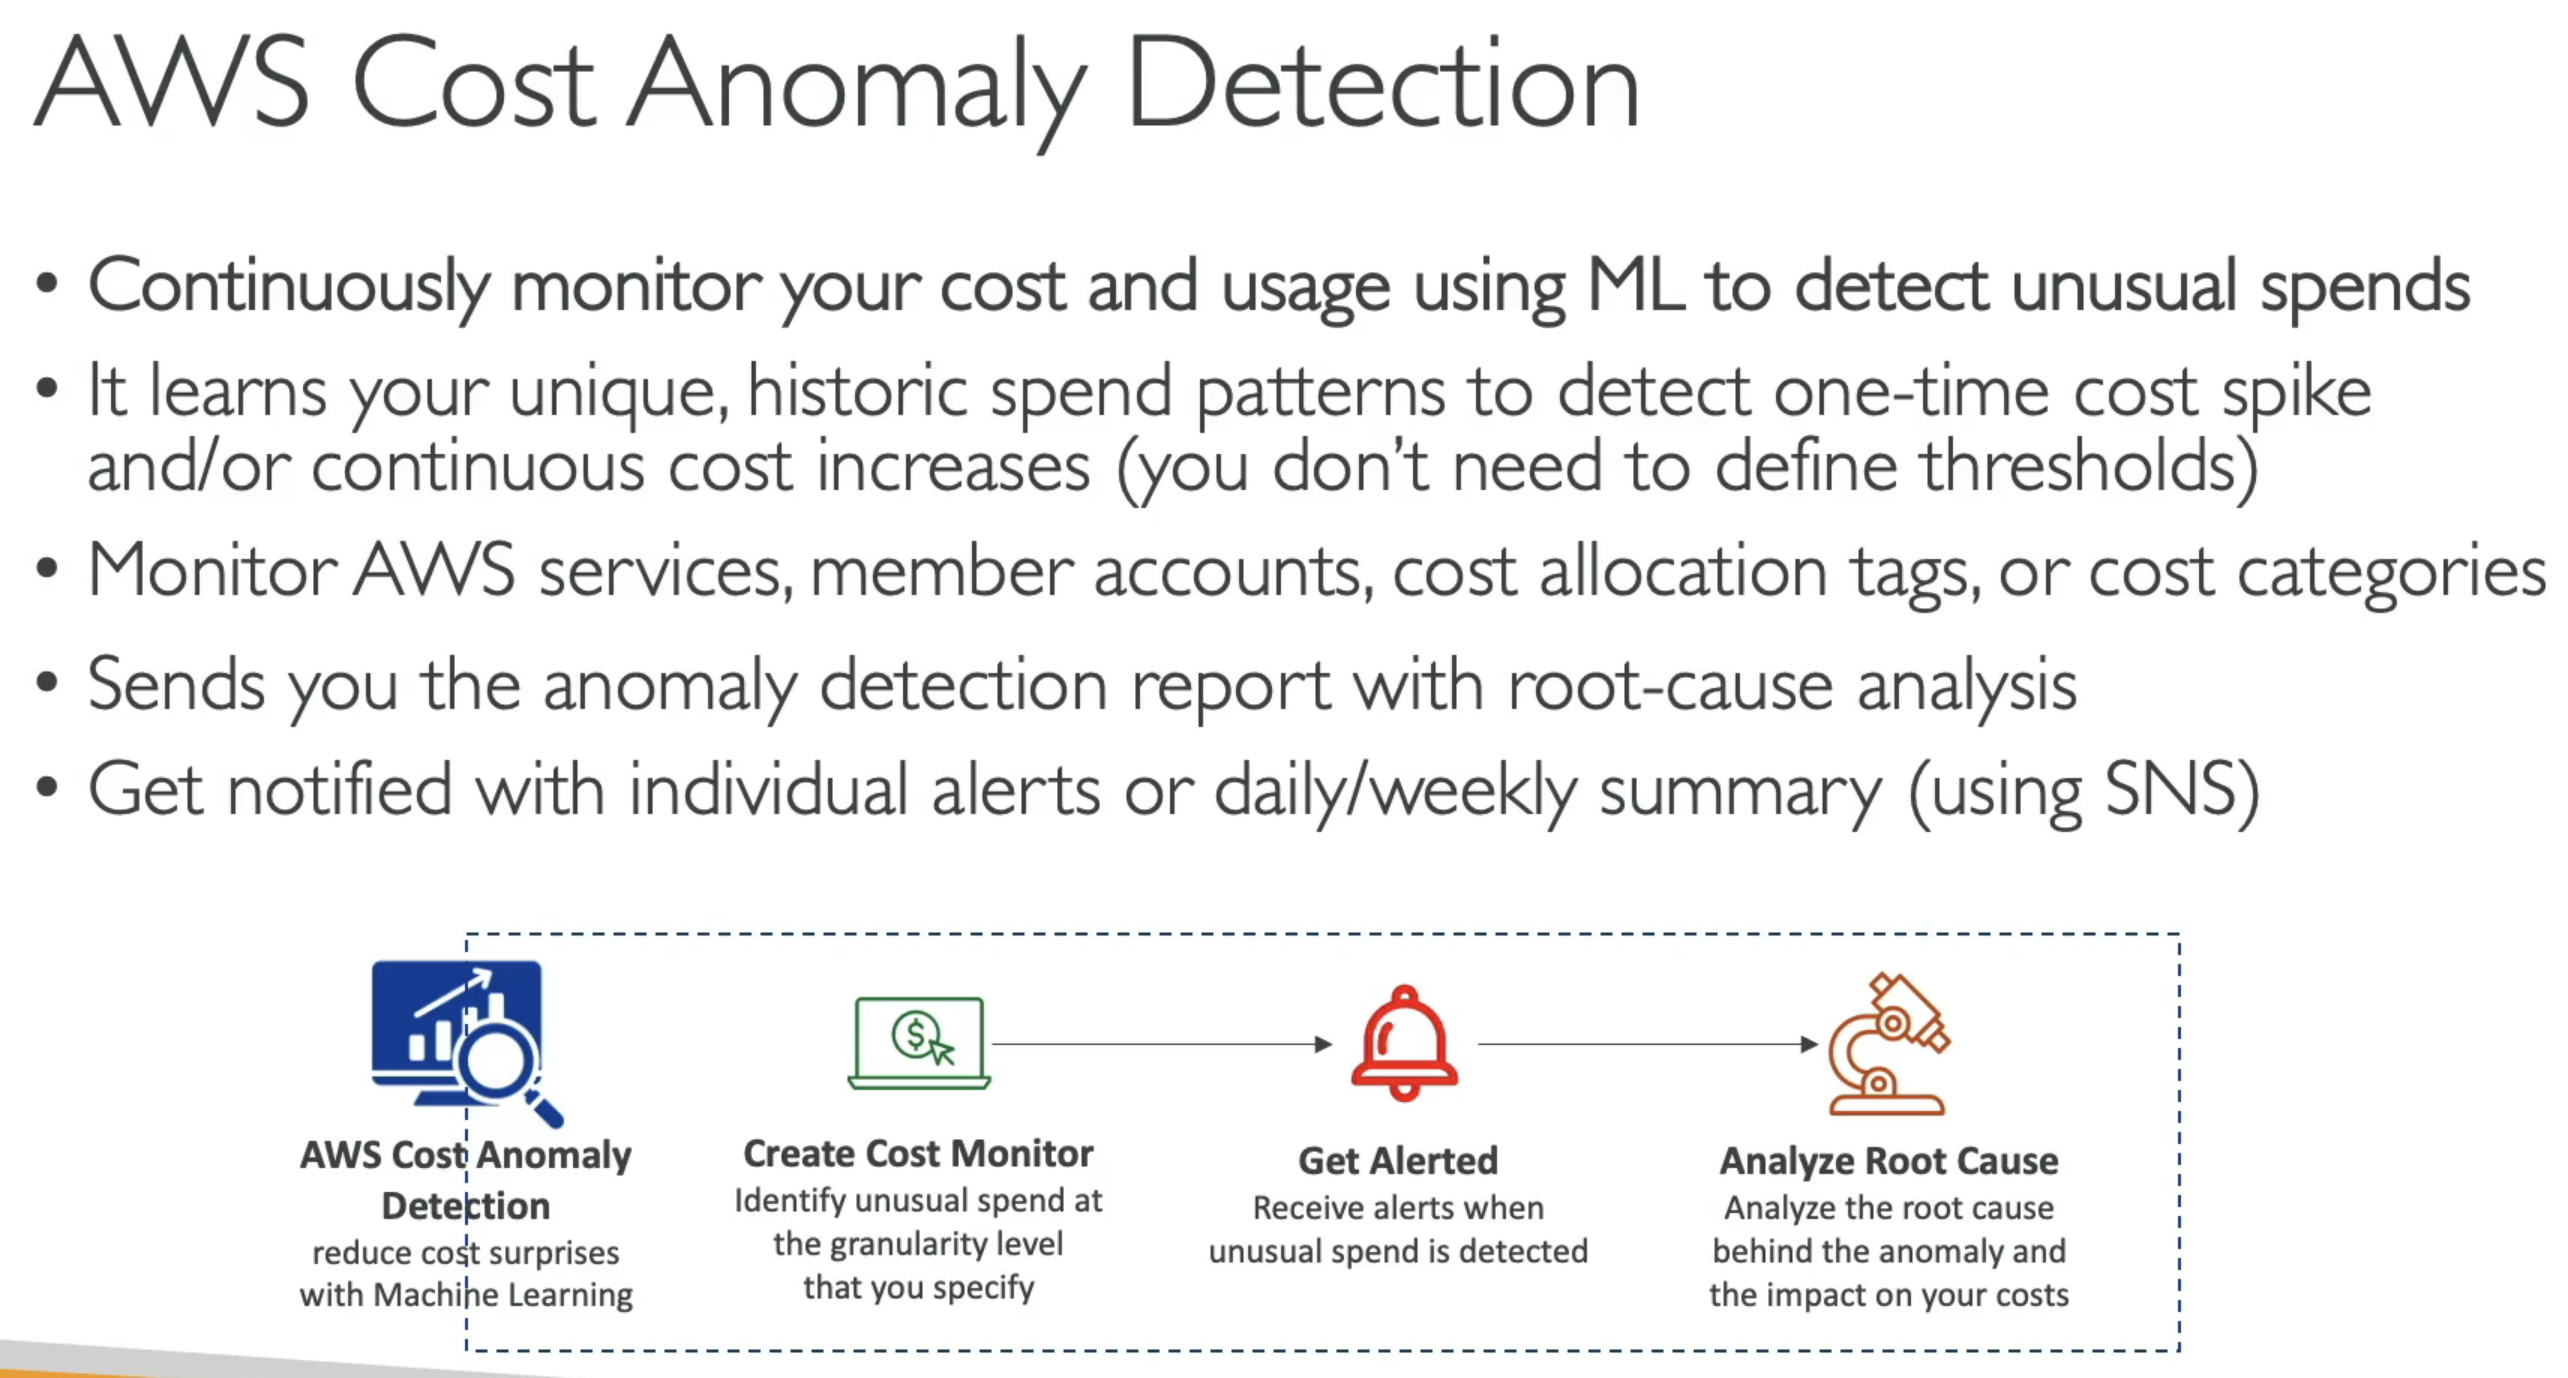 AWS Cost Anomaly Detection
• Continuously monitor your cost and usage using ML to detect unusual spends
• It learns your unique, historic spend patterns to detect one-time cost spike
and/or continuous cost increases (you don’t need to define thresholds)
• Monitor AWS services, member accounts, cost allocation tags, or cost categories
• Sends you the anomaly detection report with root-cause analysis
• Get notified with individual alerts or daily/weekly summary (using SNS)
$
AWS Cost Anomaly
Detection
reduce cost surprises
with Machine Learning
Create Cost Monitor
Identify unusual spend at
the granularity level
that you specify
Get Alerted
Receive alerts when
unusual spend is detected
Analyze Root Cause
Analyze the root cause
behind the anomaly and
the impact on your costs